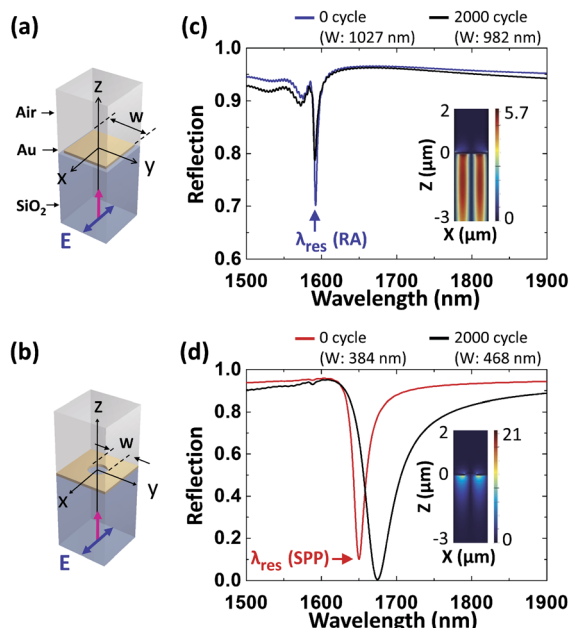 (a)
Z
W
Air
Au
X
y
SiO₂
E
(c)
0 cycle
(W: 1027 nm)
2000 cycle
(W: 982 nm)
1.0
0.9
0.8
0.7
0.6
Reflection
λres (RA)
2
0
-3
Z (μm)
X (μm)
5.7
0
1500 1600 1700 1800 1900
Wavelength (nm)
(b)
Z
W
X
y
E
(d)
0 cycle
(W: 384 nm)
2000 cycle
(W: 468 nm)
1.0
0.8
0.6
0.4
0.2
0.0
Reflection
λres (SPP)
2
0
-3
Z (μm)
X (μm)
21
0
1500 1600 1700 1800 1900
Wavelength (nm)